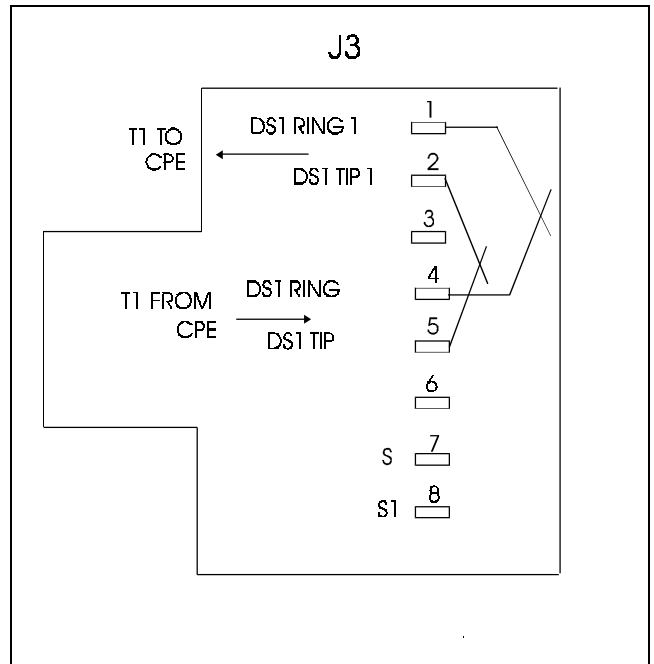 J3
1
DS1 RING 1
T1 TO
CPE
2
DS1 TIP 1
3
4
DS1 RING
T1 FROM
CPE
5
DS1 TIP
6
S 7
S1 8